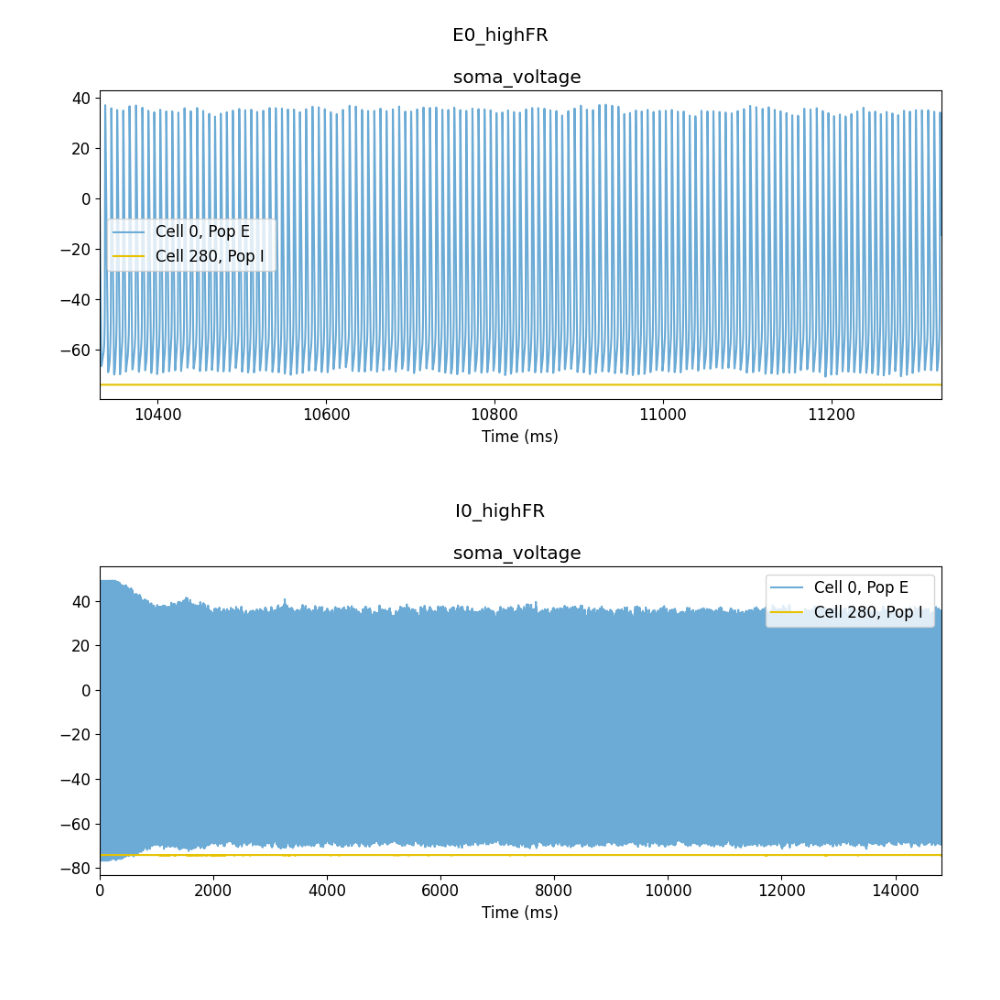 E0_highFR
soma_voltage
40
20
0
−20
−40
−60
Cell 0, Pop E
Cell 280, Pop I
10400 10600 10800 11000 11200
Time (ms)
I0_highFR
soma_voltage
40
20
0
−20
−40
−60
−80
Cell 0, Pop E
Cell 280, Pop I
0 2000 4000 6000 8000 10000 12000 14000
Time (ms)